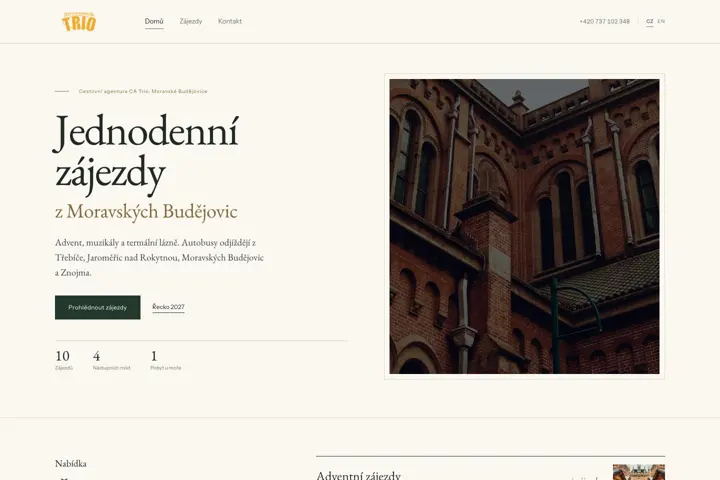 TRIO
Domů
Zájezdy
Kontakt
+420 737 102 348
CZ
EN
Cestovní agentura CA Trio, Moravské Budějovice
Jednodenní
zájezdy
z Moravských Budějovic
Advent, muzikály a termální lázně. Autobusy odjíždějí z
Třebíče, Jaroměřic nad Rokytnou, Moravských Budějovic
a Znojma.
Prohlédnout zájezdy
Řecko 2027
10
4
1
Zájezdů
Nástupních míst
Pobyt u moře
Nabídka
Adventní zájezdy